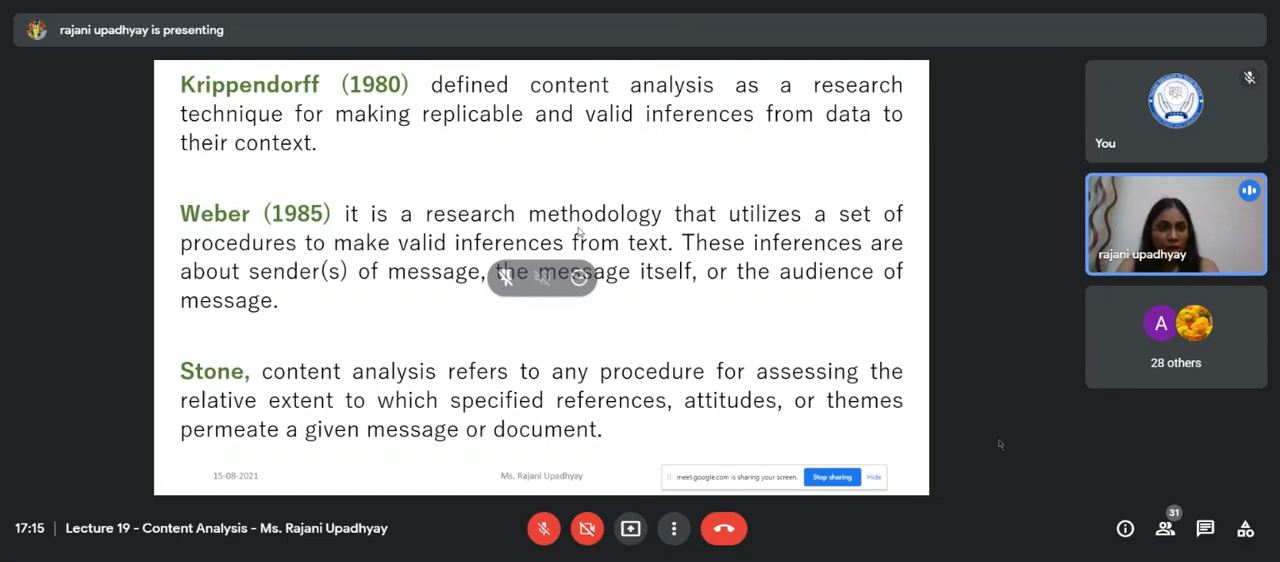 rajani upadhyay is presenting
Krippendorff (1980) defined content analysis as a research
technique for making replicable and valid inferences from data to
their context.
Weber (1985) it is a research methodology that utilizes a set of
procedures to make valid inferences from text. These inferences are
about sender(s) of message, the message itself, or the audience of
message.
Stone, content analysis refers to any procedure for assessing the
relative extent to which specified references, attitudes, or themes
permeate a given message or document.
15-08-2021
Ms. Rajani Upadhyay
meet.google.com is sharing your screen.
Stop sharing
Hide
You
rajani upadhyay
A
28 others
17:15
Lecture 19 - Content Analysis - Ms. Rajani Upadhyay
31